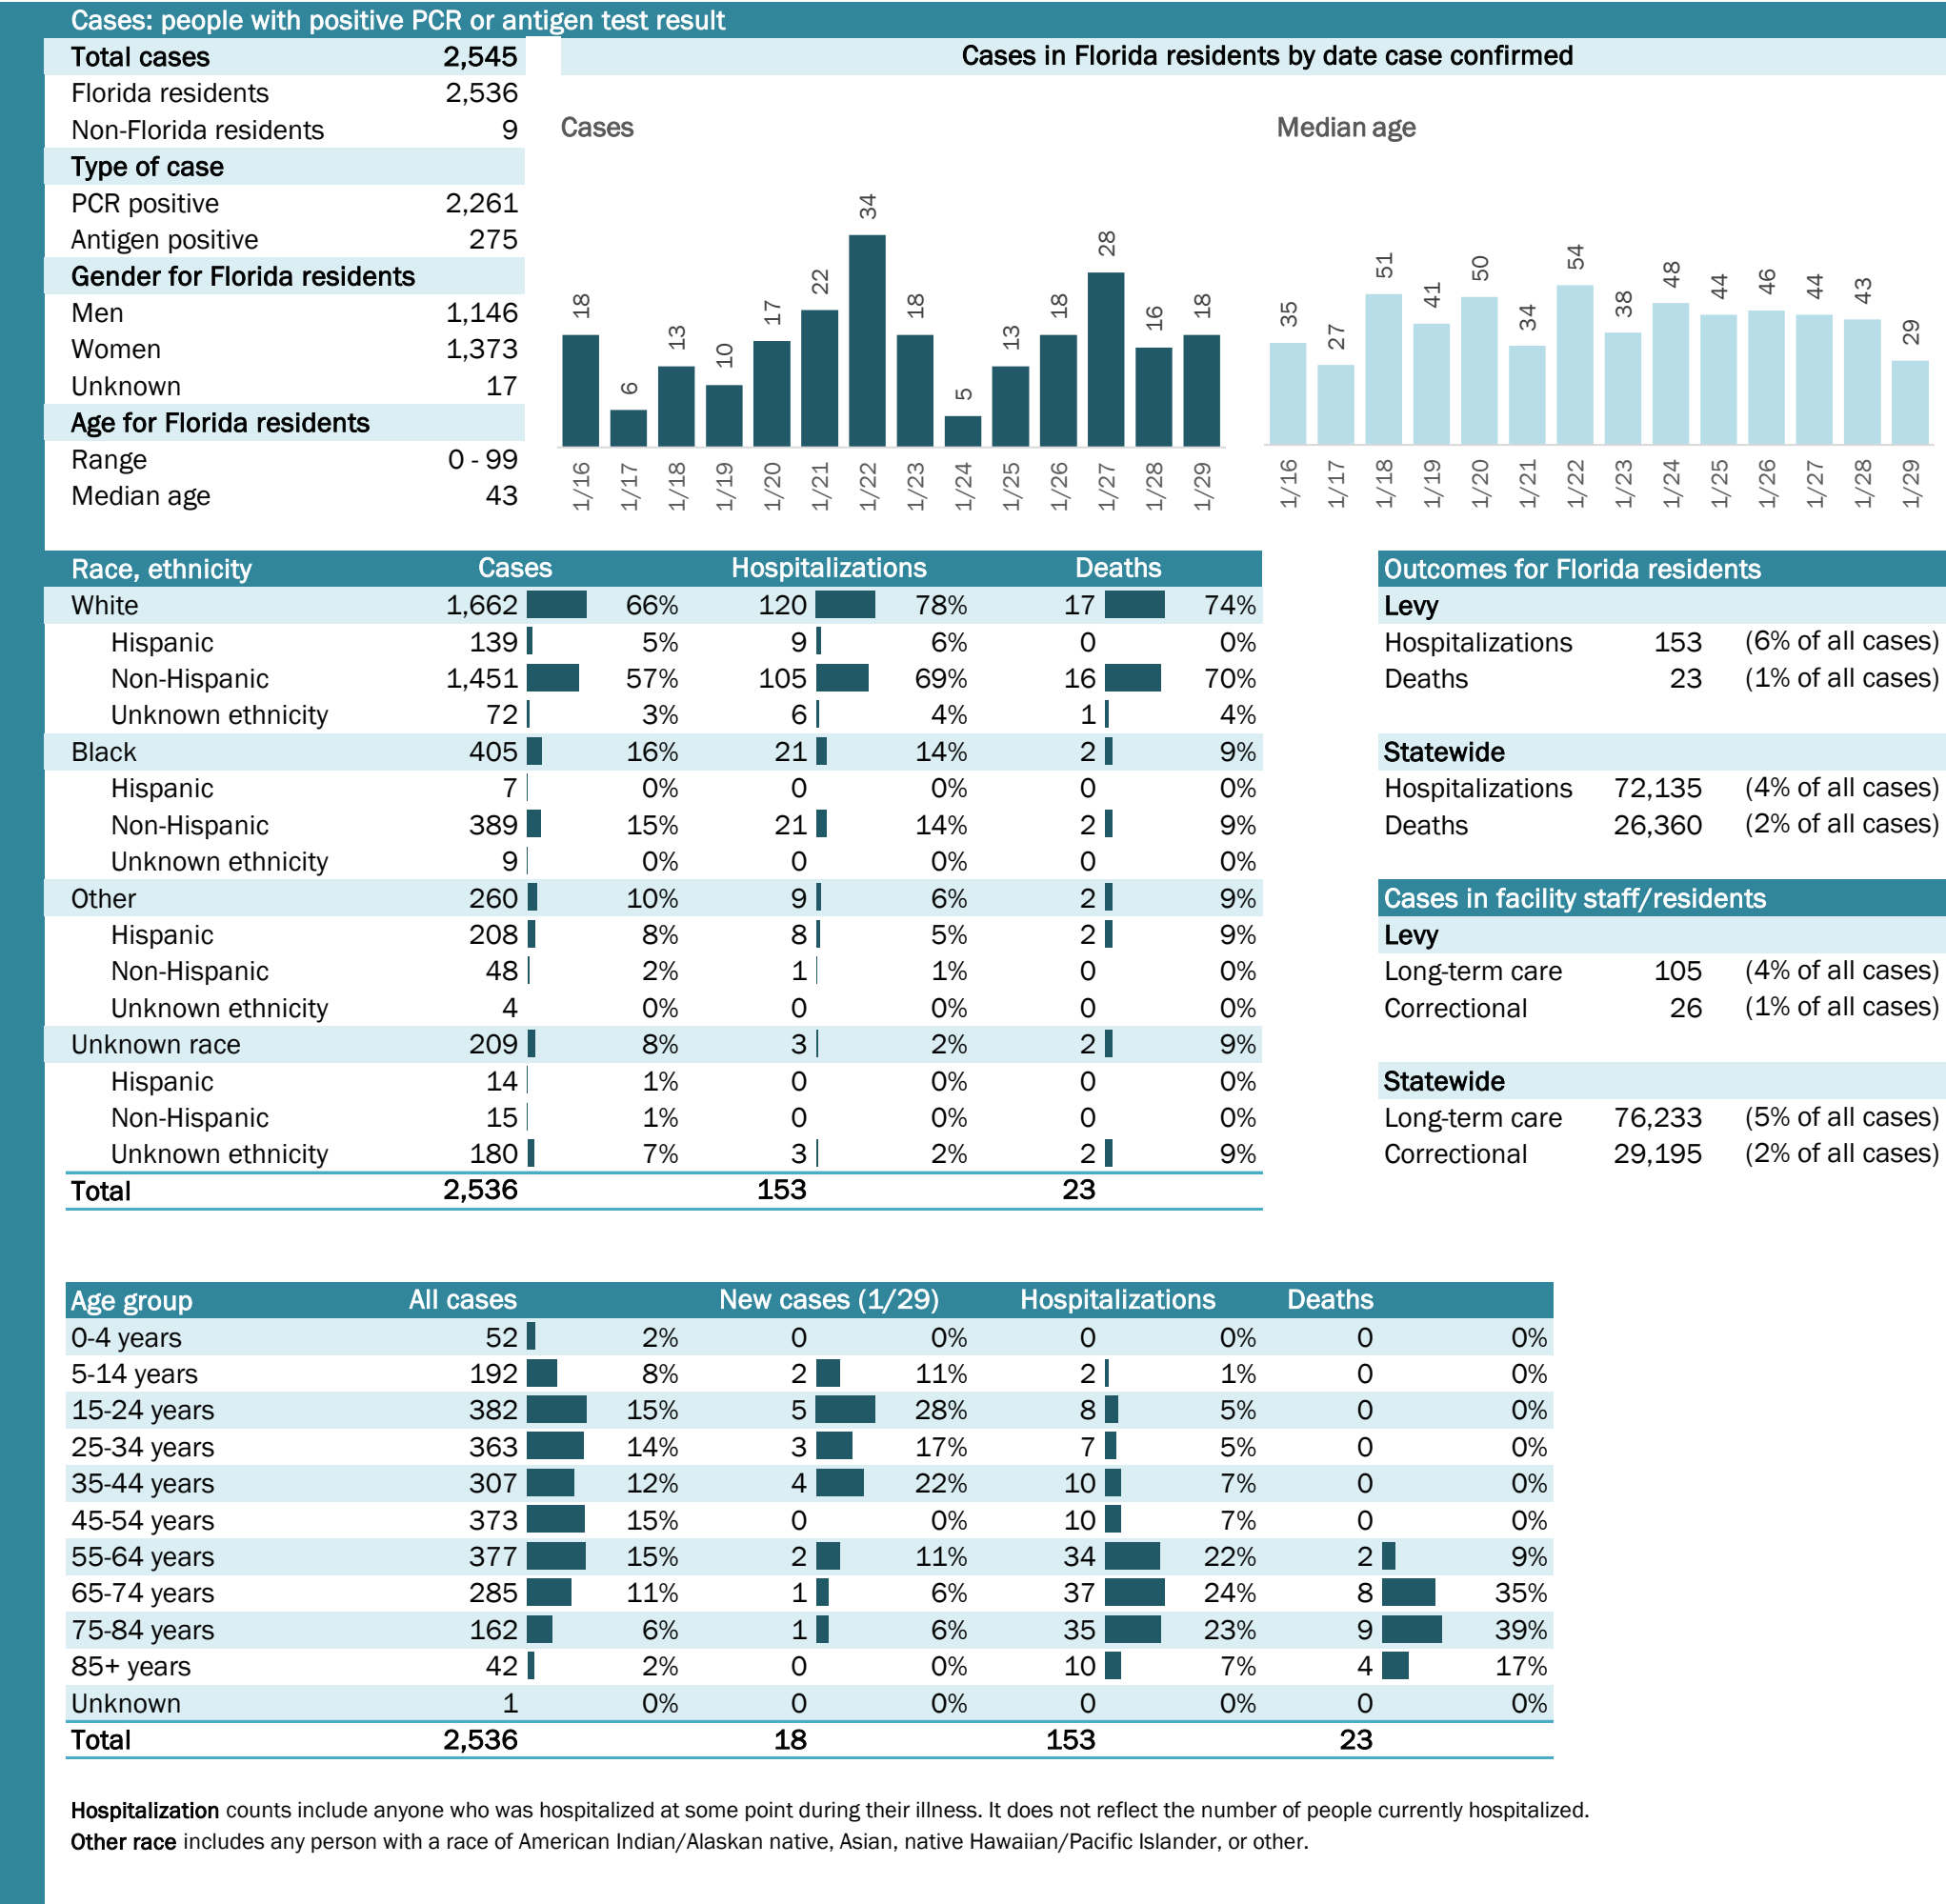 Cases: people with positive PCR or antigen test result
Total cases 2,545
Florida residents 2,536
Non-Florida residents 9
Type of case
PCR positive 2,261
Antigen positive 275
Gender for Florida residents
Men 1,146
Women 1,373
Unknown 17
Age for Florida residents
Range 0 - 99
Median age 43
Cases in Florida residents by date case confirmed
Cases
18 6 13 10 17 22 34 18 5 13 18 28 16 18
1/16 1/17 1/18 1/19 1/20 1/21 1/22 1/23 1/24 1/25 1/26 1/27 1/28 1/29
Median age
35 27 51 41 50 34 54 38 48 44 46 44 43 29
1/16 1/17 1/18 1/19 1/20 1/21 1/22 1/23 1/24 1/25 1/26 1/27 1/28 1/29
Race, ethnicity Cases Hospitalizations Deaths
White 1,662 66% 120 78% 17 74%
Hispanic 139 5% 9 6% 0 0%
Non-Hispanic 1,451 57% 105 69% 16 70%
Unknown ethnicity 72 3% 6 4% 1 4%
Black 405 16% 21 14% 2 9%
Hispanic 7 0% 0 0% 0 0%
Non-Hispanic 389 15% 21 14% 2 9%
Unknown ethnicity 9 0% 0 0% 0 0%
Other 260 10% 9 6% 2 9%
Hispanic 208 8% 8 5% 2 9%
Non-Hispanic 48 2% 1 1% 0 0%
Unknown ethnicity 4 0% 0 0% 0 0%
Unknown race 209 8% 3 2% 2 9%
Hispanic 14 1% 0 0% 0 0%
Non-Hispanic 15 1% 0 0% 0 0%
Unknown ethnicity 180 7% 3 2% 2 9%
Total 2,536 153 23
Outcomes for Florida residents
Levy
Hospitalizations 153 (6% of all cases)
Deaths 23 (1% of all cases)
Statewide
Hospitalizations 72,135 (4% of all cases)
Deaths 26,360 (2% of all cases)
Cases in facility staff/residents
Levy
Long-term care 105 (4% of all cases)
Correctional 26 (1% of all cases)
Statewide
Long-term care 76,233 (5% of all cases)
Correctional 29,195 (2% of all cases)
Age group All cases New cases (1/29) Hospitalizations Deaths
0-4 years 52 2% 0 0% 0 0% 0 0%
5-14 years 192 8% 2 11% 2 1% 0 0%
15-24 years 382 15% 5 28% 8 5% 0 0%
25-34 years 363 14% 3 17% 7 5% 0 0%
35-44 years 307 12% 4 22% 10 7% 0 0%
45-54 years 373 15% 0 0% 10 7% 0 0%
55-64 years 377 15% 2 11% 34 22% 2 9%
65-74 years 285 11% 1 6% 37 24% 8 35%
75-84 years 162 6% 1 6% 35 23% 9 39%
85+ years 42 2% 0 0% 10 7% 4 17%
Unknown 1 0% 0 0% 0 0% 0 0%
Total 2,536 18 153 23
Hospitalization counts include anyone who was hospitalized at some point during their illness. It does not reflect the number of people currently hospitalized.
Other race includes any person with a race of American Indian/Alaskan native, Asian, native Hawaiian/Pacific Islander, or other.